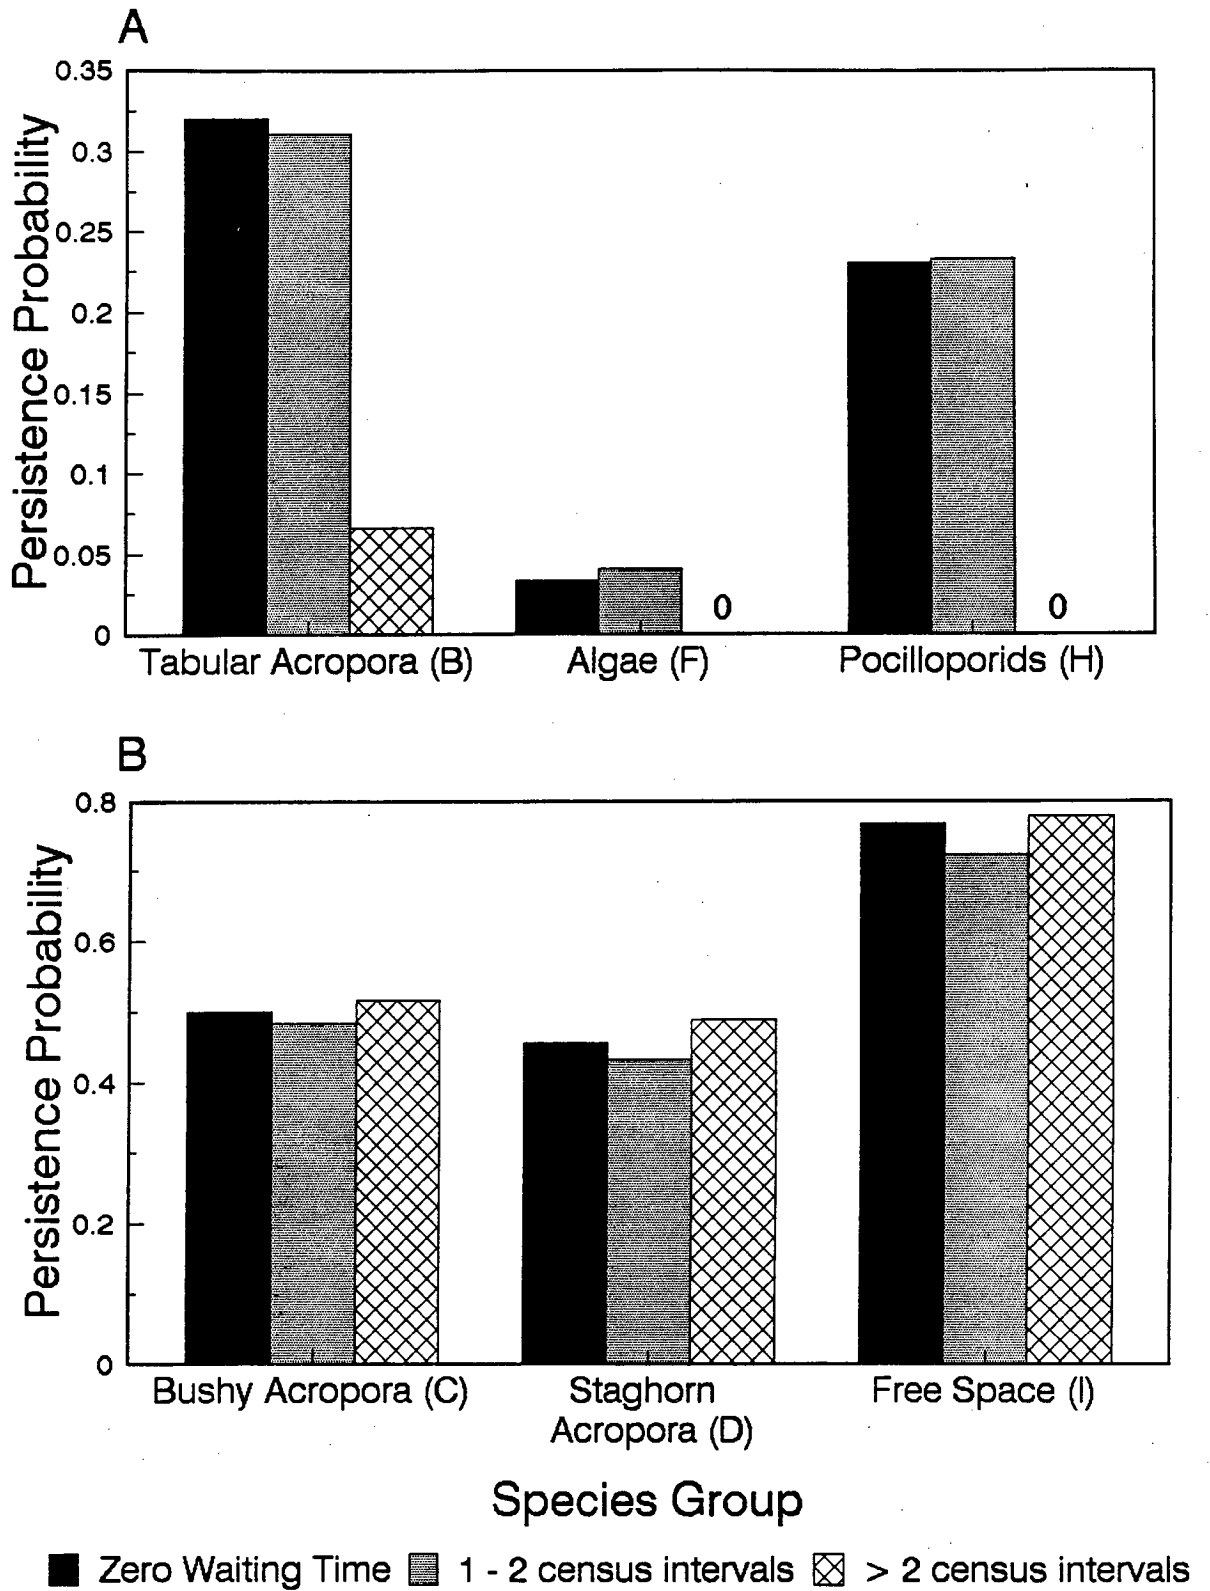 A
Persistence Probability
0.35
0.3
0.25
0.2
0.15
0.1
0.05
0
0
0
Tabular Acropora (B)
Algae (F)
Pocilloporids (H)
B
Persistence Probability
0.8
0.6
0.4
0.2
0
Bushy Acropora (C)
Staghorn
Acropora (D)
Free Space (I)
Species Group
Zero Waiting Time
1 - 2 census intervals
> 2 census intervals